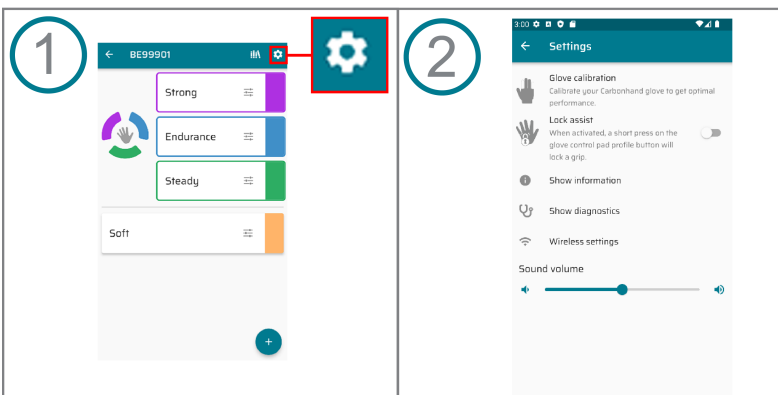 1
BE99901
Strong
Endurance
Steady
Soft
+
2
3:00
Settings
Glove calibration
Calibrate your Carbonhand glove to get optimal
performance.
Lock assist
When activated, a short press on the
glove control pad profile button will
lock a grip.
Show information
Show diagnostics
Wireless settings
Sound volume